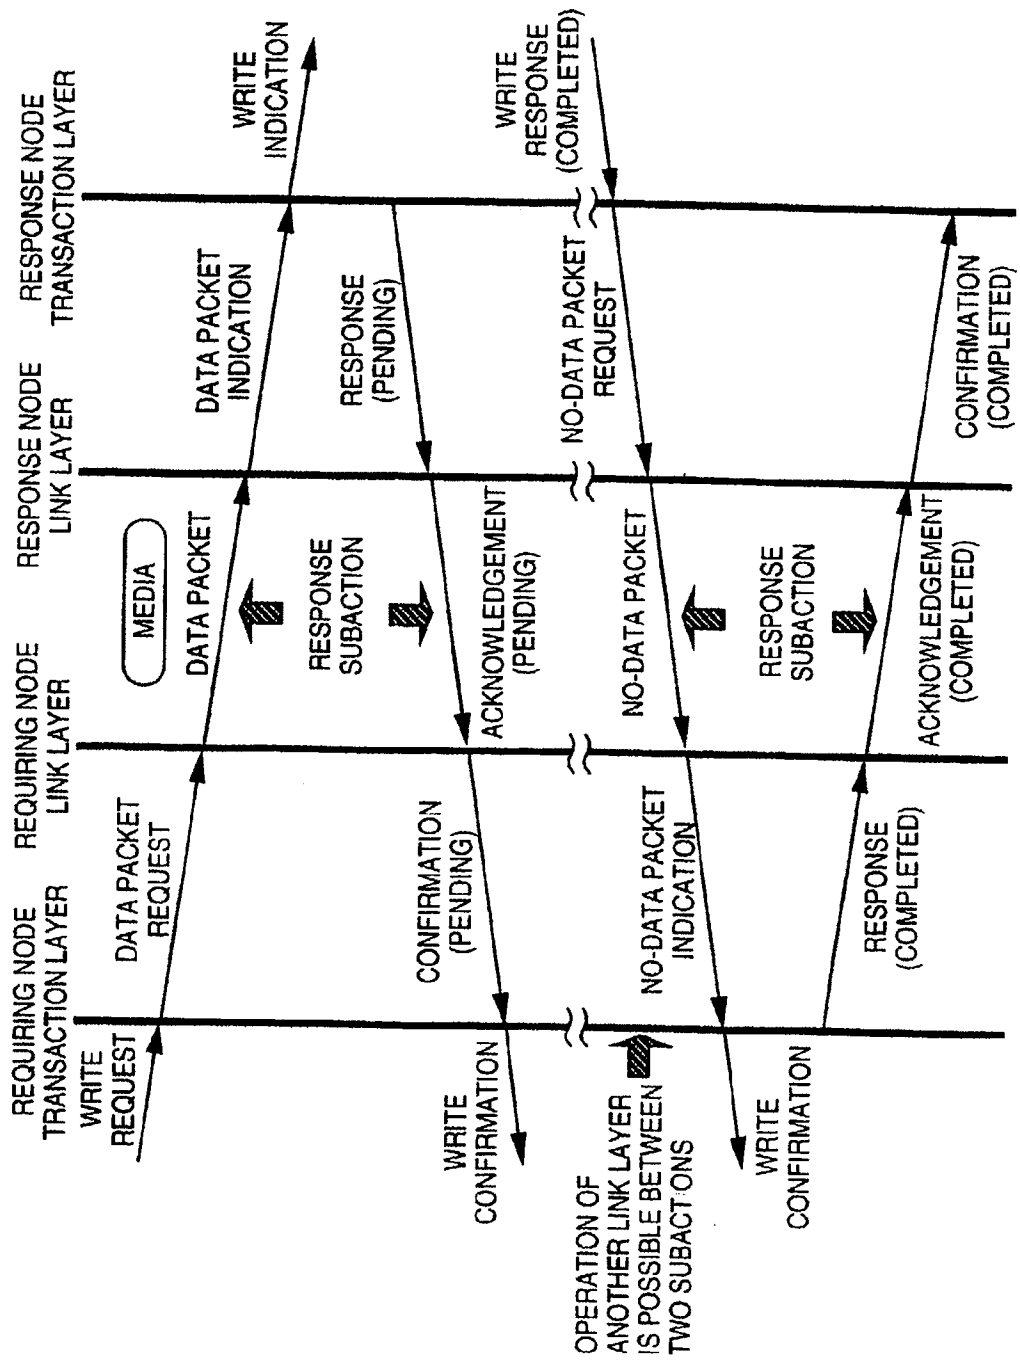 REQUIRING NODE
TRANSACTION LAYER
REQUIRING NODE
LINK LAYER
RESPONSE NODE
LINK LAYER
RESPONSE NODE
TRANSACTION LAYER
MEDIA
WRITE
REQUEST
DATA PACKET
REQUEST
DATA PACKET
DATA PACKET
INDICATION
WRITE
INDICATION
RESPONSE
SUBACTION
WRITE
CONFIRMATION
CONFIRMATION
(PENDING)
ACKNOWLEDGEMENT
(PENDING)
RESPONSE
(PENDING)
OPERATION OF
ANOTHER LINK LAYER
IS POSSIBLE BETWEEN
TWO SUBACTIONS
NO-DATA PACKET
INDICATION
NO-DATA PACKET
NO-DATA PACKET
REQUEST
WRITE
RESPONSE
(COMPLETED)
WRITE
CONFIRMATION
RESPONSE
SUBACTION
RESPONSE
(COMPLETED)
ACKNOWLEDGEMENT
(COMPLETED)
CONFIRMATION
(COMPLETED)